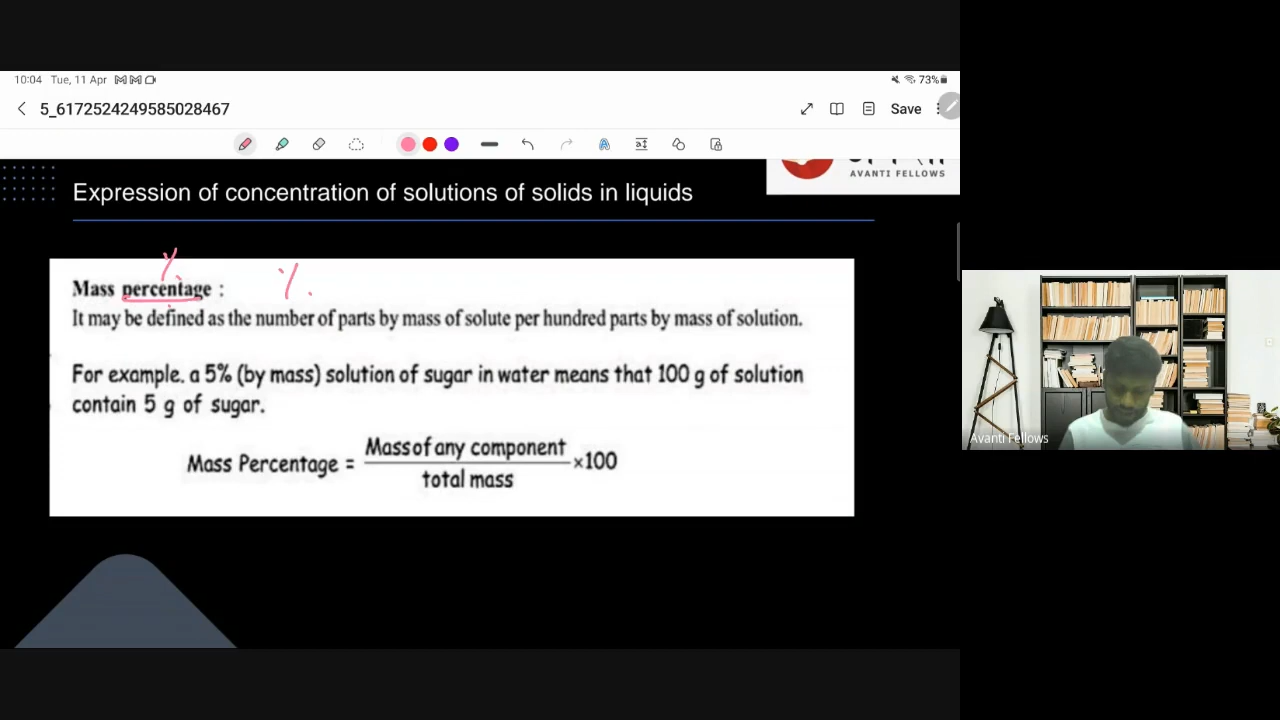 10:04 Tue, 11 Apr
73%
5_6172524249585028467
Save
AVANTI FELLOWS
Expression of concentration of solutions of solids in liquids
%
%
Mass percentage :
It may be defined as the number of parts by mass of solute per hundred parts by mass of solution.
For example. a 5% (by mass) solution of sugar in water means that 100 g of solution
contain 5 g of sugar.
Mass Percentage = Mass of any component / total mass ×100
Avanti Fellows